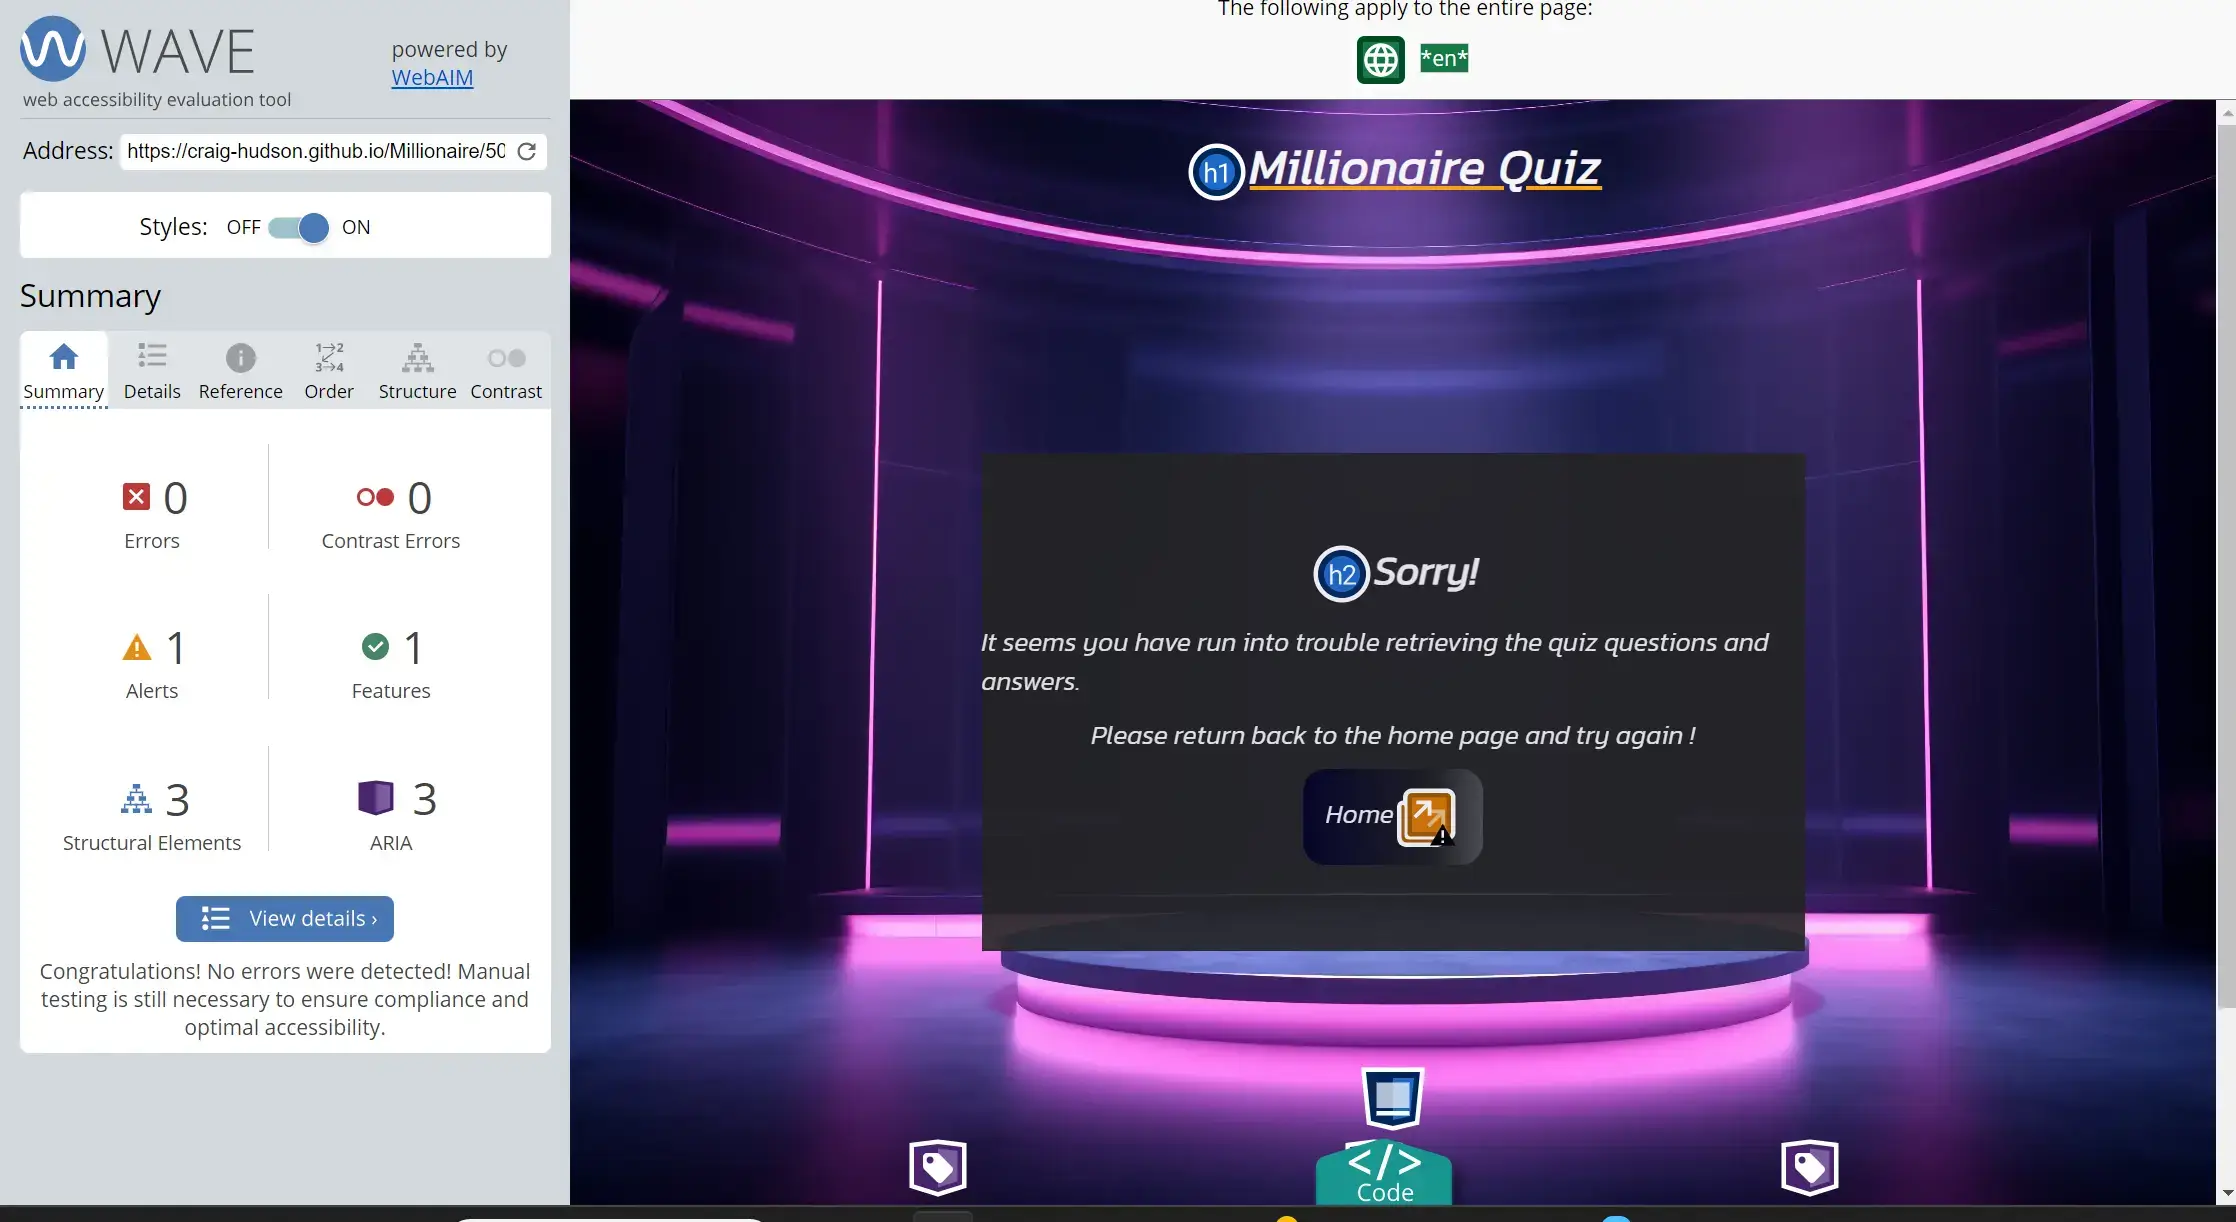 WAVE
web accessibility evaluation tool
powered by
WebAIM
Address: https://craig-hudson.github.io/Millionaire/50
Styles: OFF ON
Summary
Summary Details Reference Order Structure Contrast
1 2
3 4
0
Errors
0
Contrast Errors
1
Alerts
1
Features
3
Structural Elements
3
ARIA
View details ›
Congratulations! No errors were detected! Manual
testing is still necessary to ensure compliance and
optimal accessibility.
The following apply to the entire page:
*en*
h1 Millionaire Quiz
h2 Sorry!
It seems you have run into trouble retrieving the quiz questions and
answers.
Please return back to the home page and try again !
Home
</>
Code